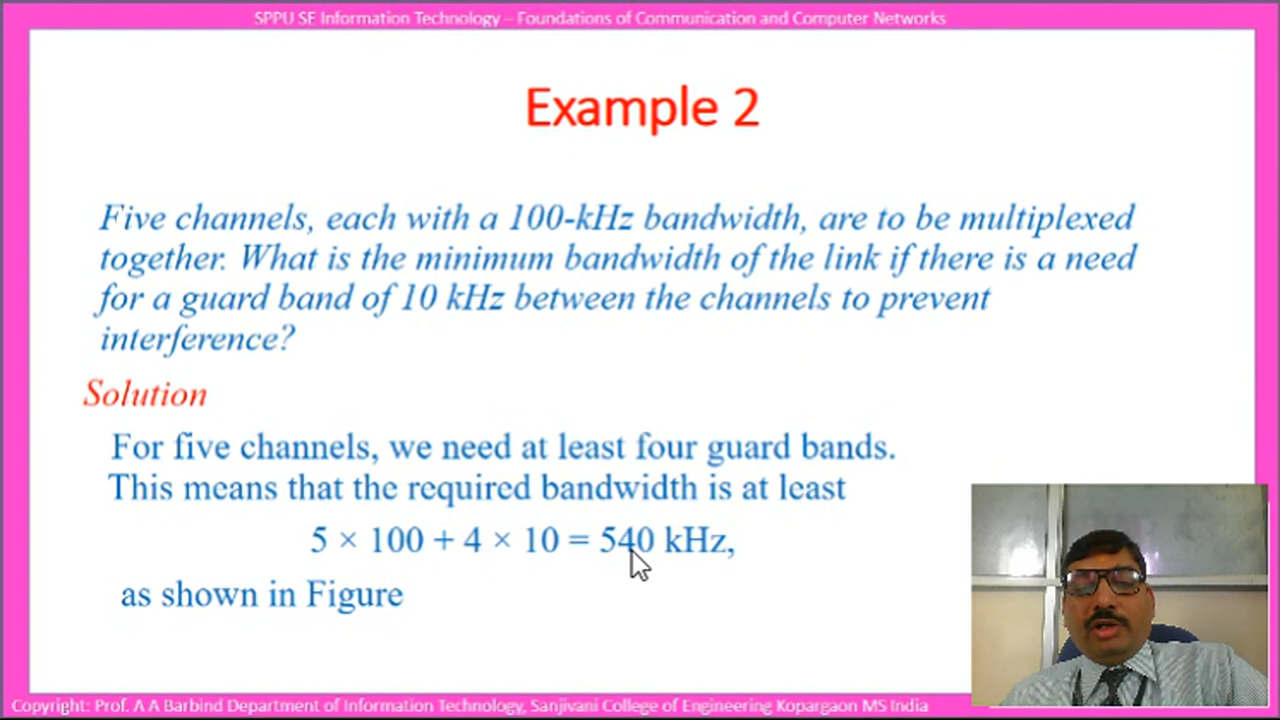 SPPU SE Information Technology – Foundations of Communication and Computer Networks
Example 2
Five channels, each with a 100-kHz bandwidth, are to be multiplexed
together. What is the minimum bandwidth of the link if there is a need
for a guard band of 10 kHz between the channels to prevent
interference?
Solution
For five channels, we need at least four guard bands.
This means that the required bandwidth is at least
5 × 100 + 4 × 10 = 540 kHz,
as shown in Figure
Copyright: Prof. A A Barbind Department of Information Technology, Sanjivani College of Engineering Kopargaon MS India